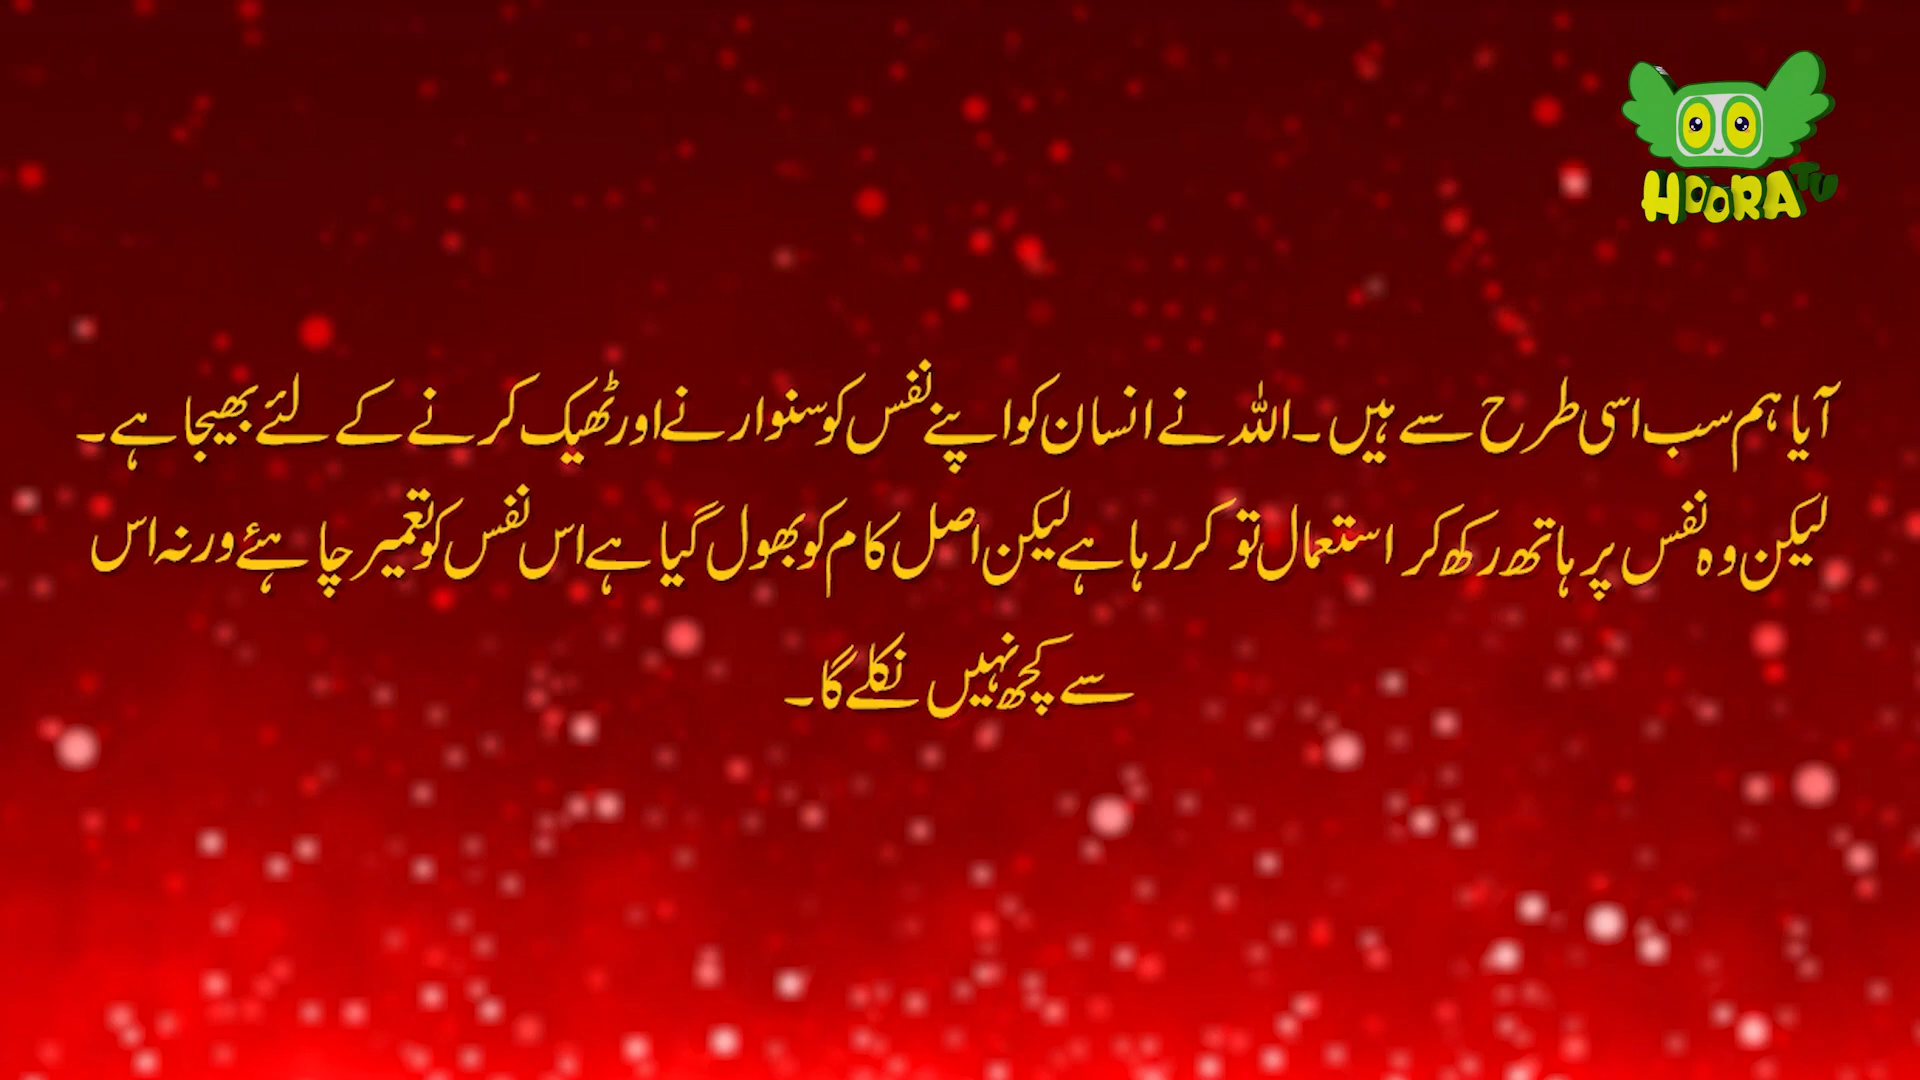 HOORA TV
آیا ہم سب اسی طرح سے ہیں۔ اللہ نے انسان کو اپنے نفس کو سنوارنے اور ٹھیک کرنے کے لئے بھیجا ہے۔
لیکن وہ نفس پر ہاتھ رکھ کر استعمال تو کر رہا ہے لیکن اصل کام کو بھول گیا ہے اس نفس کو تعمیر چاہئے ورنہ اس
سے کچھ نہیں نکلے گا۔